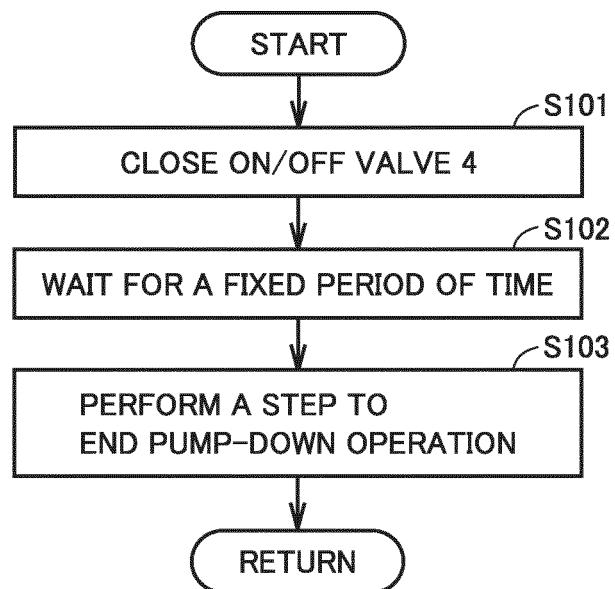 START
S101
CLOSE ON/OFF VALVE 4
S102
WAIT FOR A FIXED PERIOD OF TIME
S103
PERFORM A STEP TO
END PUMP-DOWN OPERATION
RETURN